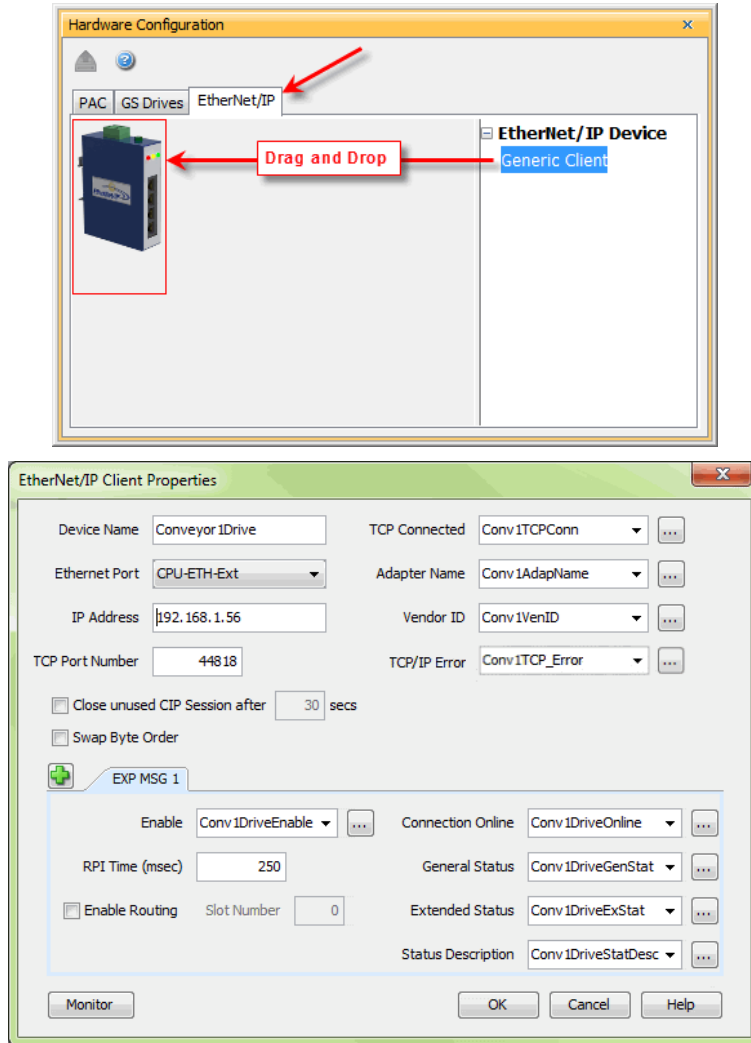 Hardware Configuration
PAC GS Drives EtherNet/IP
EtherNet/IP Device
Generic Client
Drag and Drop
EtherNet/IP Client Properties
Device Name Conveyor1Drive TCP Connected Conv1TCPConn ...
Ethernet Port CPU-ETH-Ext Adapter Name Conv1AdapName ...
IP Address 192.168.1.56 Vendor ID Conv1VenID ...
TCP Port Number 44818 TCP/IP Error Conv1TCP_Error ...
Close unused CIP Session after 30 secs
Swap Byte Order
EXP MSG 1
Enable Conv1DriveEnable ... Connection Online Conv1DriveOnline ...
RPI Time (msec) 250 General Status Conv1DriveGenStat ...
Enable Routing Slot Number 0 Extended Status Conv1DriveExStat ...
Status Description Conv1DriveStatDesc ...
Monitor OK Cancel Help